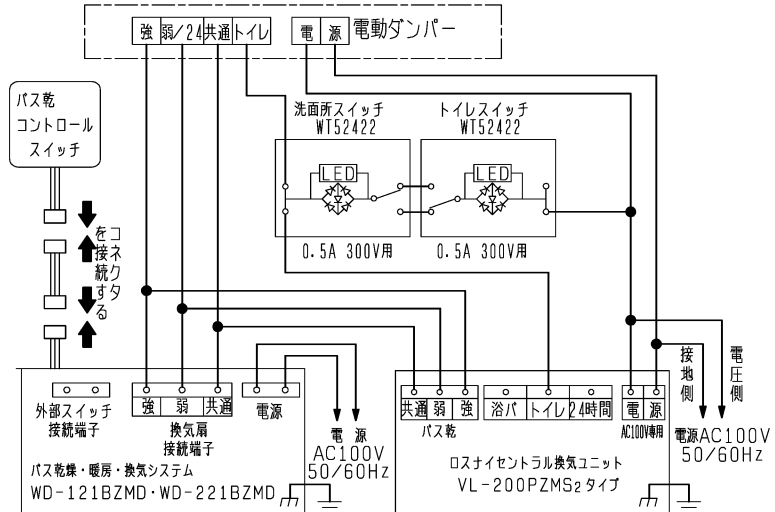 強 弱/24 共通 トイレ 電 源 電動ダンパー
バス乾
コントロール
スイッチ
洗面所スイッチ
WT52422
トイレスイッチ
WT52422
LED
LED
0.5A 300V用
0.5A 300V用
コネクタ
を接続する
接地側
電圧側
外部スイッチ
接続端子
強 弱 共通
換気扇
接続端子
電源
電 源
AC100V
50/60Hz
バス乾燥・暖房・換気システム
WD-121BZMD・WD-221BZMD
共通 弱 強
バス乾
浴バ トイレ 24時間
電 源
AC100V専用
電源AC100V
50/60Hz
ロスナイセントラル換気ユニット
VL-200PZMS2タイプ